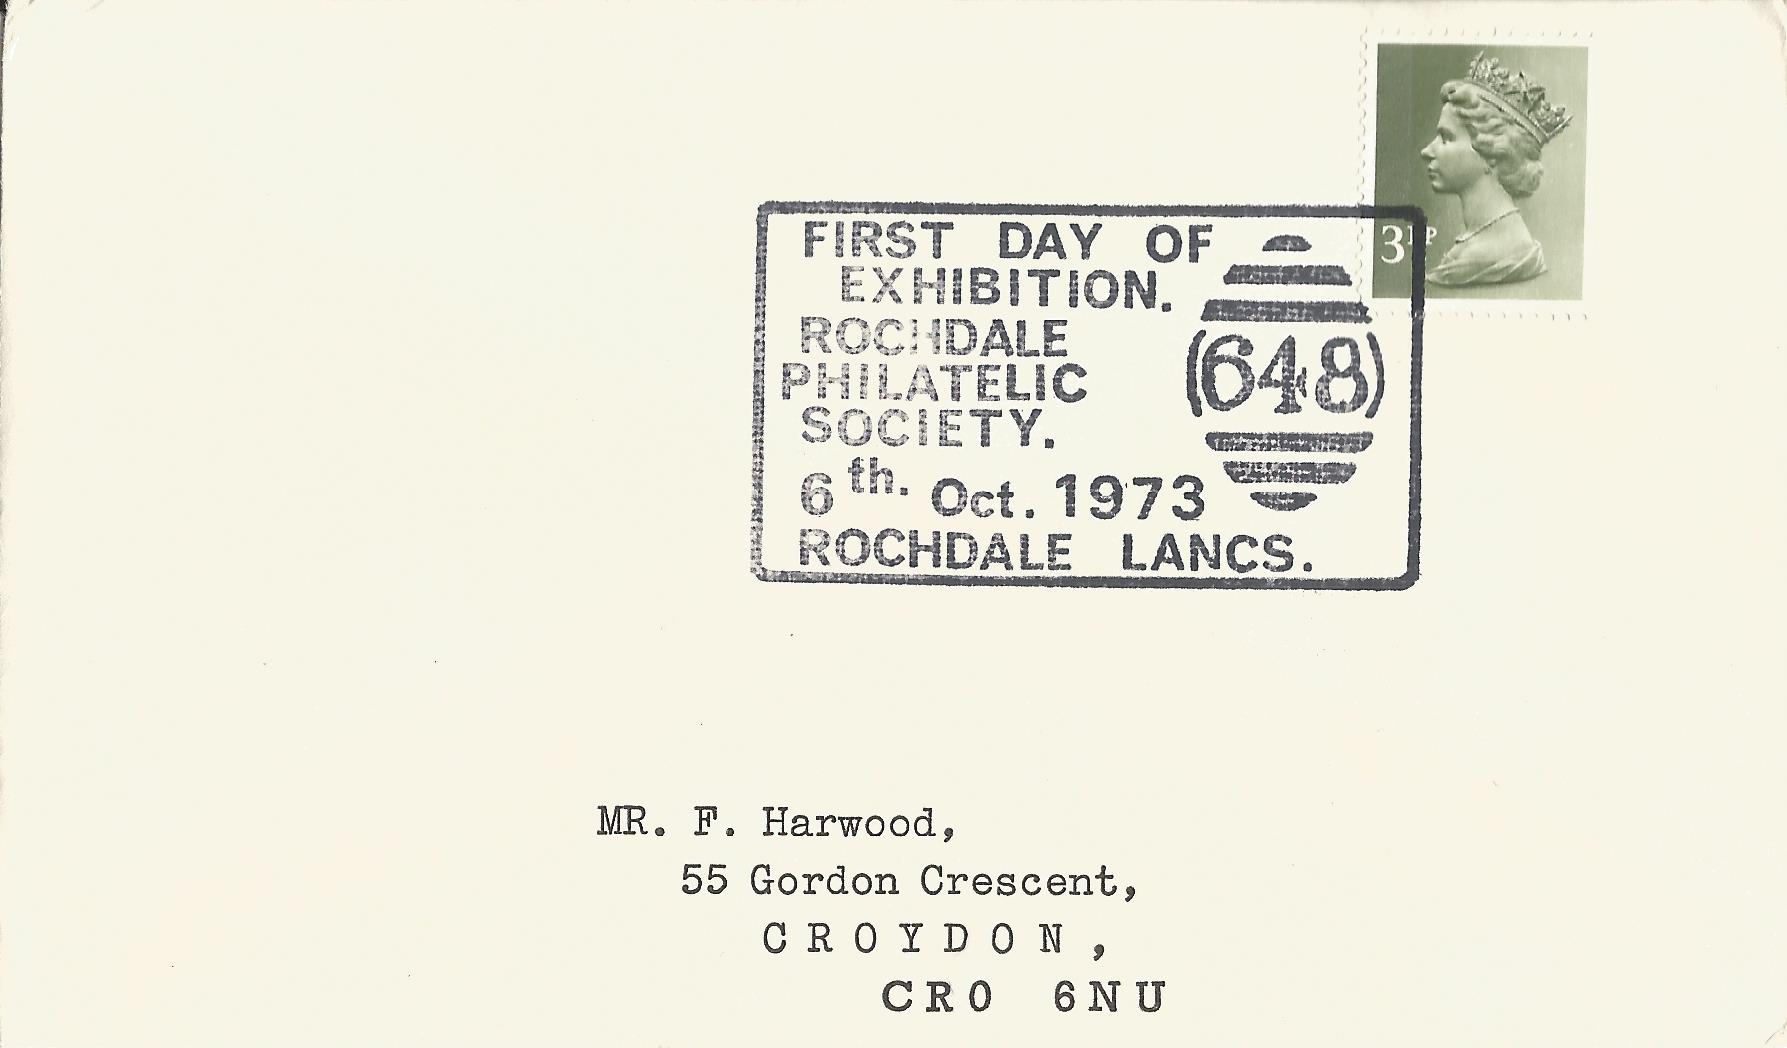 3½P
FIRST DAY OF
EXHIBITION.
ROCHDALE
PHILATELIC
SOCIETY.
6th. Oct. 1973
ROCHDALE LANCS.
(648)
MR. F. Harwood,
55 Gordon Crescent,
CROYDON,
CR0 6NU